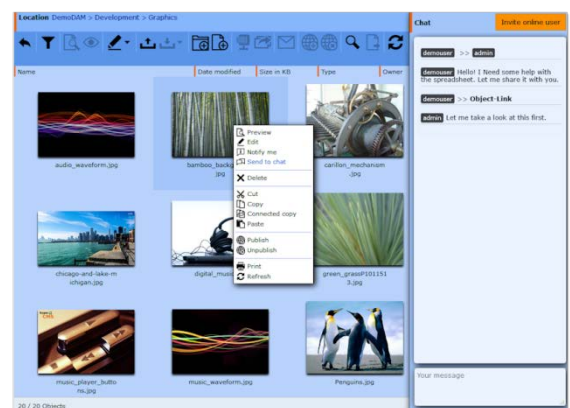 Location DemoDAM > Development > Graphics
Name Date modified Size in KB Type Owner
audio_waveform.jpg
bamboo_backg
jpg
carillon_mechanism
.jpg
chicago-and-lake-m
ichigan.jpg
digital_music
green_grassP101151
3.jpg
music_player_butto
ns.jpg
music_waveform.jpg
Penguins.jpg
20 / 20 Objects
Preview
Edit
Notify me
Send to chat
Delete
Cut
Copy
Connected copy
Paste
Publish
Unpublish
Print
Refresh
Chat Invite online user
demouser >> admin
demouser Hello! I Need some help with
the spreadsheet. Let me share it with you.
demouser >> Object-Link
admin Let me take a look at this first.
Your message